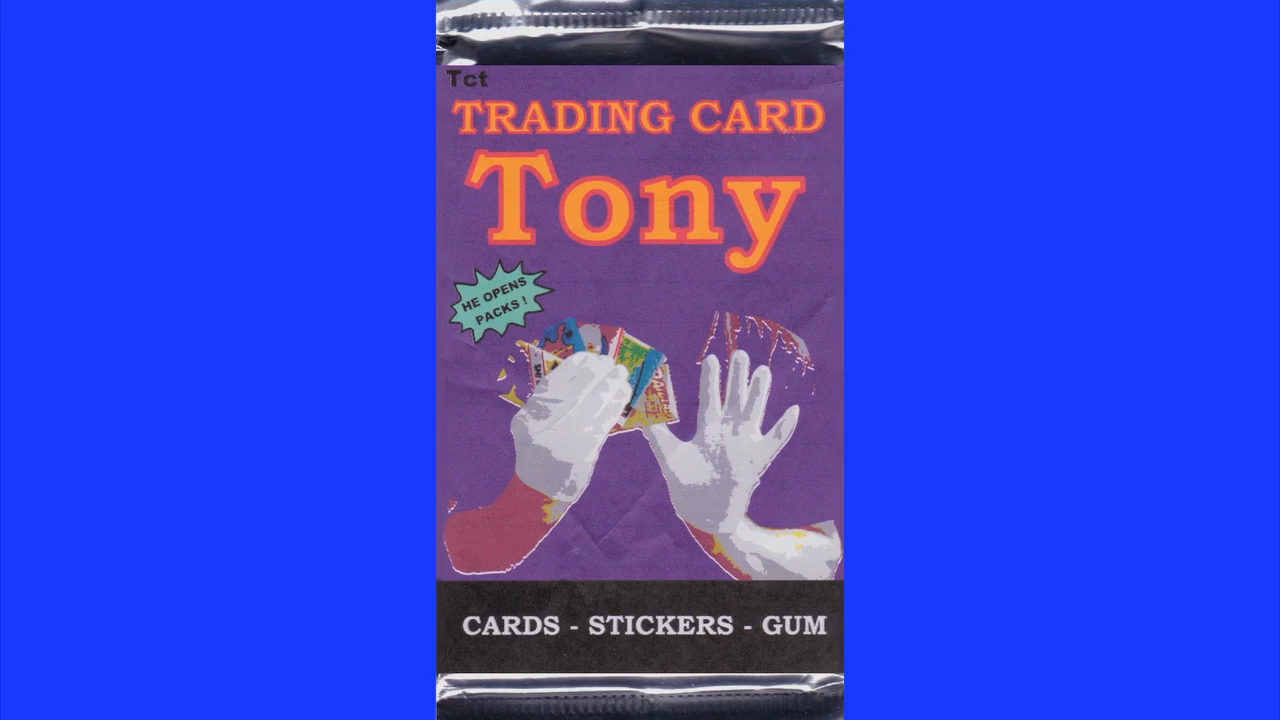 Tct
TRADING CARD
Tony
HE OPENS
PACKS !
CARDS - STICKERS - GUM